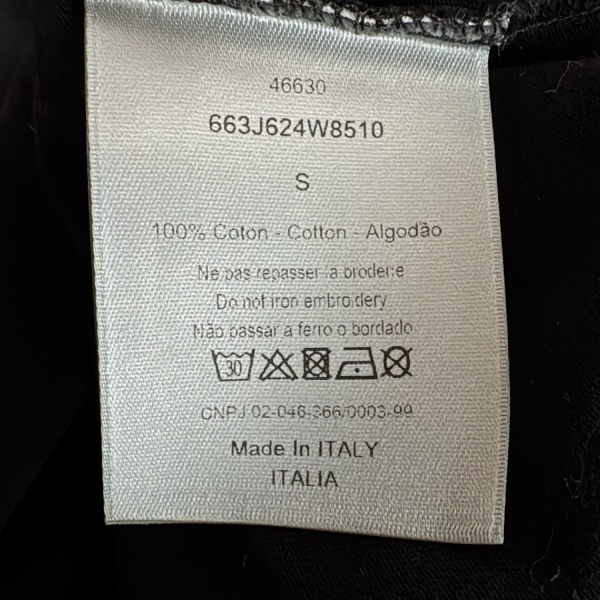 46630
663J624W8510
S
100% Coton - Cotton - Algodão
Ne pas repasser la broderie
Do not iron embroidery
Não passar a ferro o bordado
30
CNPJ 02-046-366/0003-99
Made In ITALY
ITALIA